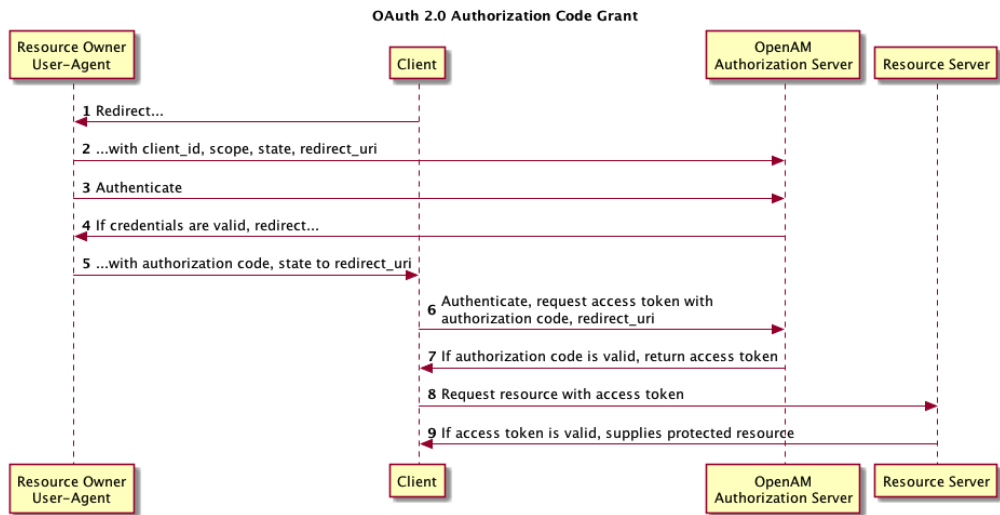 OAuth 2.0 Authorization Code Grant
Resource Owner
User-Agent
Client
OpenAM
Authorization Server
Resource Server
1 Redirect...
2 ...with client_id, scope, state, redirect_uri
3 Authenticate
4 If credentials are valid, redirect...
5 ...with authorization code, state to redirect_uri
6 Authenticate, request access token with
authorization code, redirect_uri
7 If authorization code is valid, return access token
8 Request resource with access token
9 If access token is valid, supplies protected resource
Resource Owner
User-Agent
Client
OpenAM
Authorization Server
Resource Server